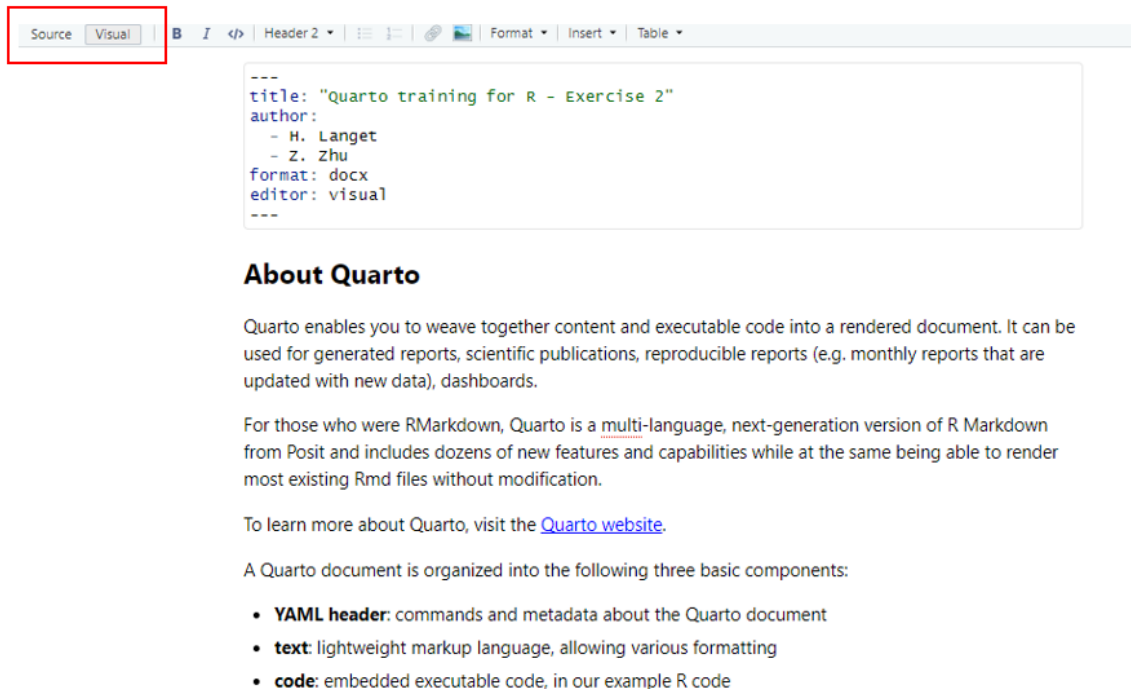 Source Visual B I </> Header 2 Format Insert Table
---
title: "Quarto training for R - Exercise 2"
author:
  - H. Langet
  - Z. Zhu
format: docx
editor: visual
---
About Quarto
Quarto enables you to weave together content and executable code into a rendered document. It can be
used for generated reports, scientific publications, reproducible reports (e.g. monthly reports that are
updated with new data), dashboards.
For those who were RMarkdown, Quarto is a multi-language, next-generation version of R Markdown
from Posit and includes dozens of new features and capabilities while at the same being able to render
most existing Rmd files without modification.
To learn more about Quarto, visit the Quarto website.
A Quarto document is organized into the following three basic components:
• YAML header: commands and metadata about the Quarto document
• text: lightweight markup language, allowing various formatting
• code: embedded executable code, in our example R code